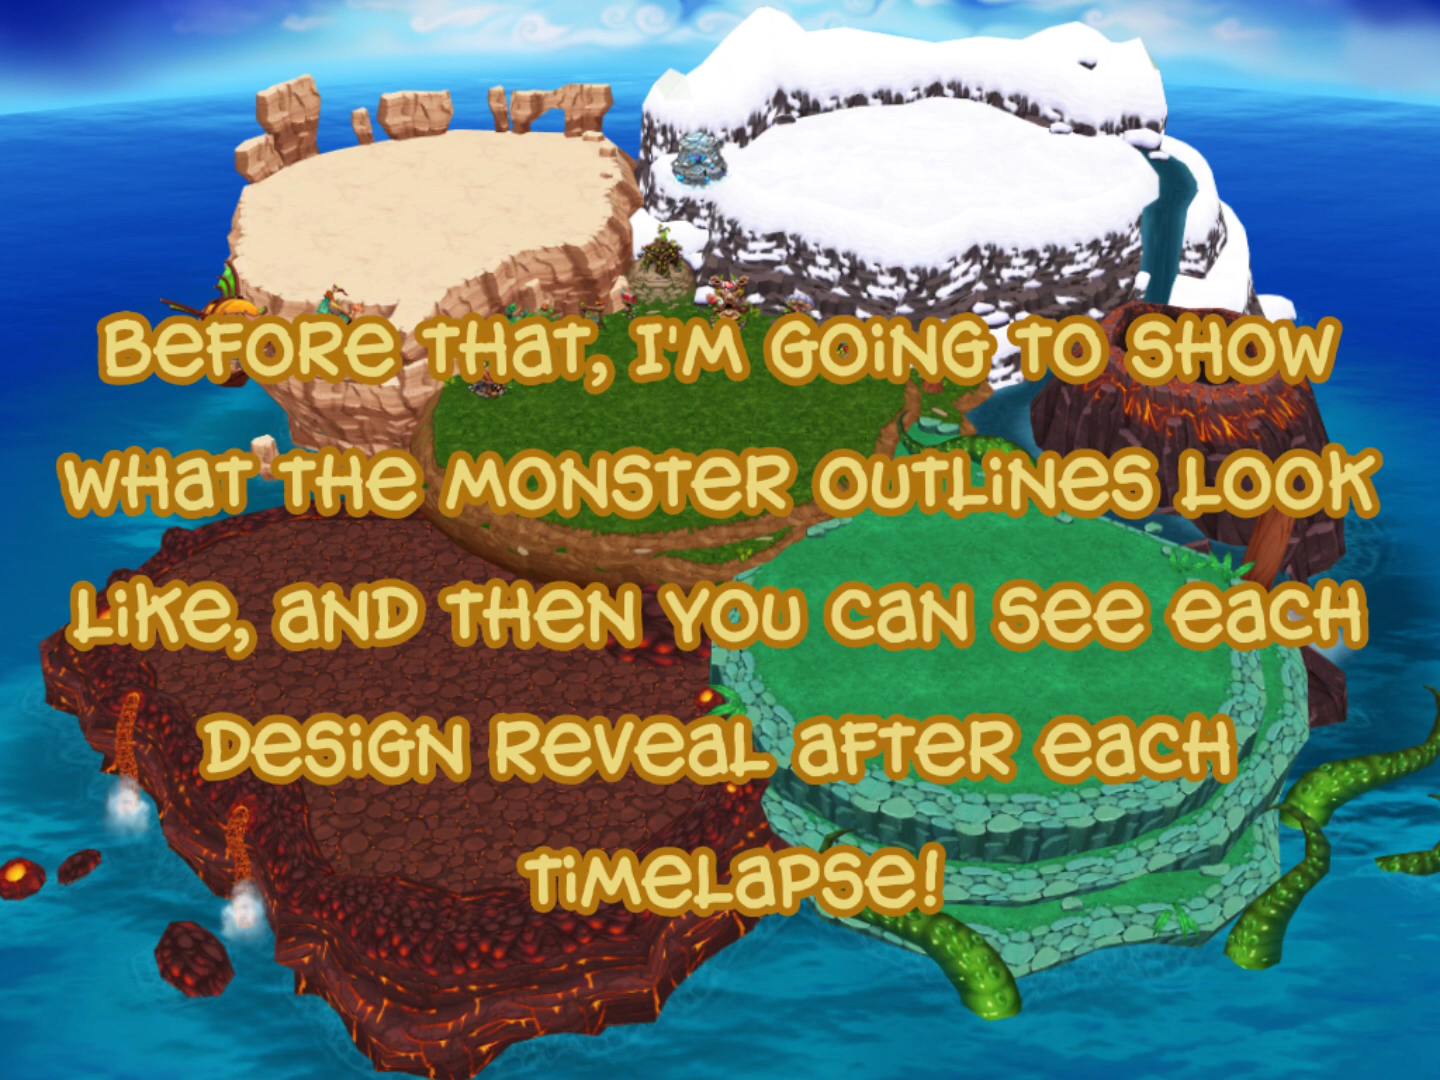 Before that, I'm going to show
what the monster outlines look
like, and then you can see each
design reveal after each
timelapse!